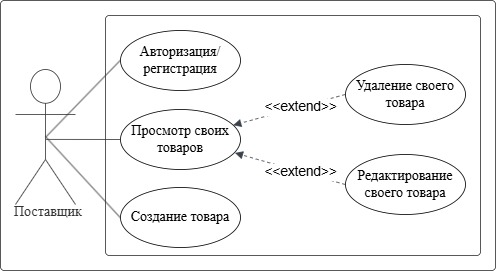 Авторизация/
регистрация
Просмотр своих
товаров
Создание товара
Поставщик
<<extend>>
<<extend>>
Удаление своего
товара
Редактирование
своего товара